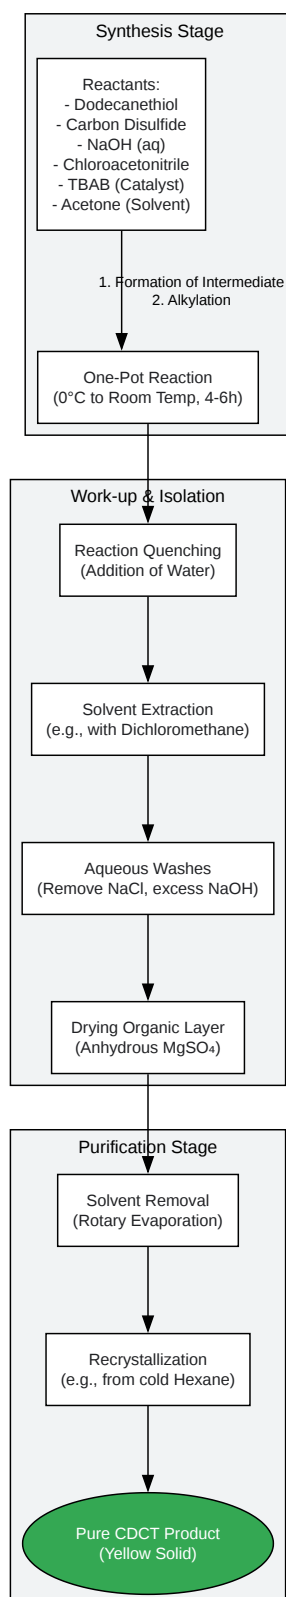 Synthesis Stage
Reactants:
- Dodecanethiol
- Carbon Disulfide
- NaOH (aq)
- Chloroacetonitrile
- TBAB (Catalyst)
- Acetone (Solvent)
1. Formation of Intermediate
2. Alkylation
One-Pot Reaction
(0°C to Room Temp, 4-6h)
Work-up & Isolation
Reaction Quenching
(Addition of Water)
Solvent Extraction
(e.g., with Dichloromethane)
Aqueous Washes
(Remove NaCl, excess NaOH)
Drying Organic Layer
(Anhydrous MgSO₄)
Purification Stage
Solvent Removal
(Rotary Evaporation)
Recrystallization
(e.g., from cold Hexane)
Pure CDCT Product
(Yellow Solid)